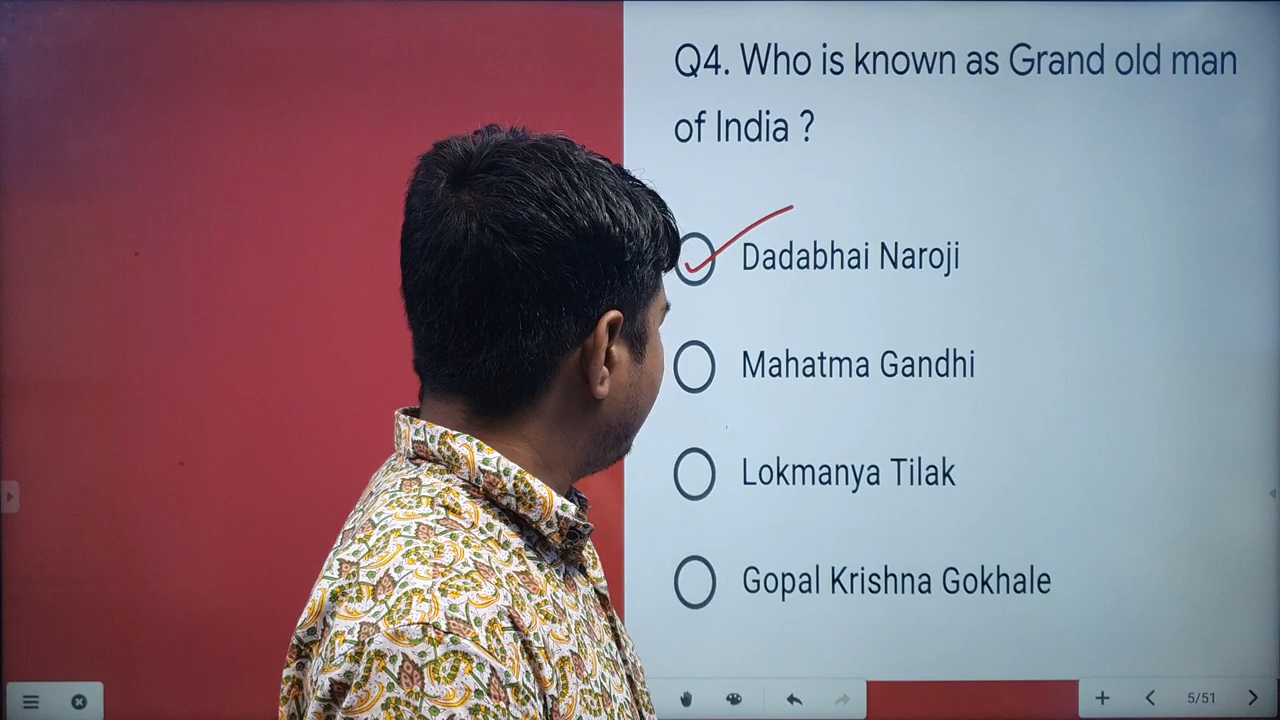 Q4. Who is known as Grand old man
of India ?
Dadabhai Naroji
Mahatma Gandhi
Lokmanya Tilak
Gopal Krishna Gokhale
5/51